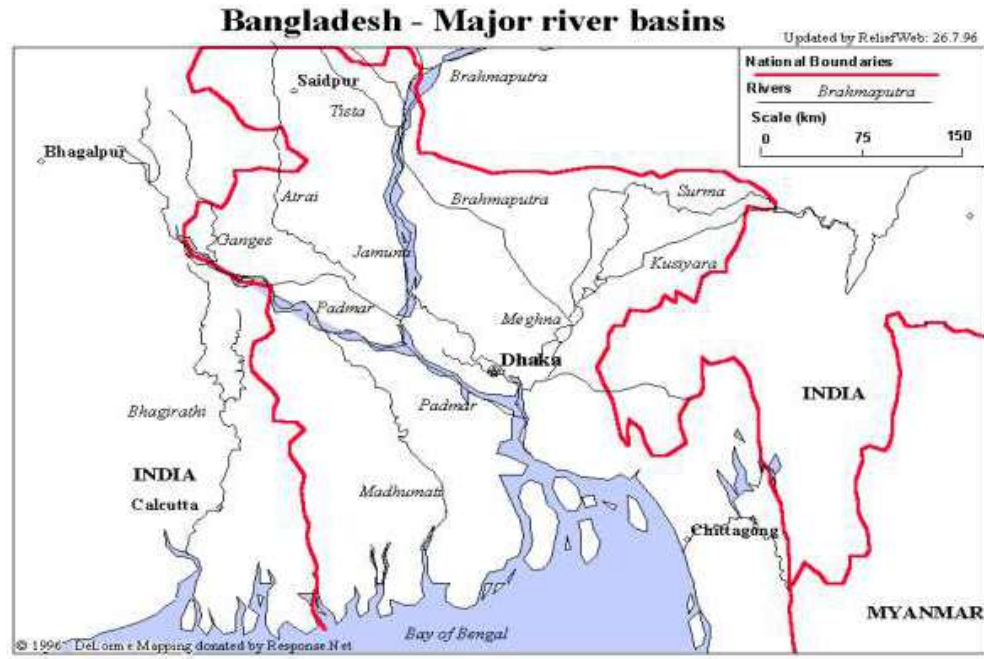 Bangladesh - Major river basins
Updated by ReliefWeb: 26.7.96
National Boundaries
Rivers Brahmaputra
Scale (km)
0 75 150
Saidpur
Brahmaputra
Tista
Bhagalpur
Atrai
Brahmaputra
Surma
Ganges
Jamuna
Kusiyara
Padmar
Meghna
Dhaka
Padmar
Bhagirathi
INDIA
INDIA
Calcutta
Madhumati
Chittagong
MYANMAR
Bay of Bengal
© 1996 DeLorme Mapping donated by Response.Net